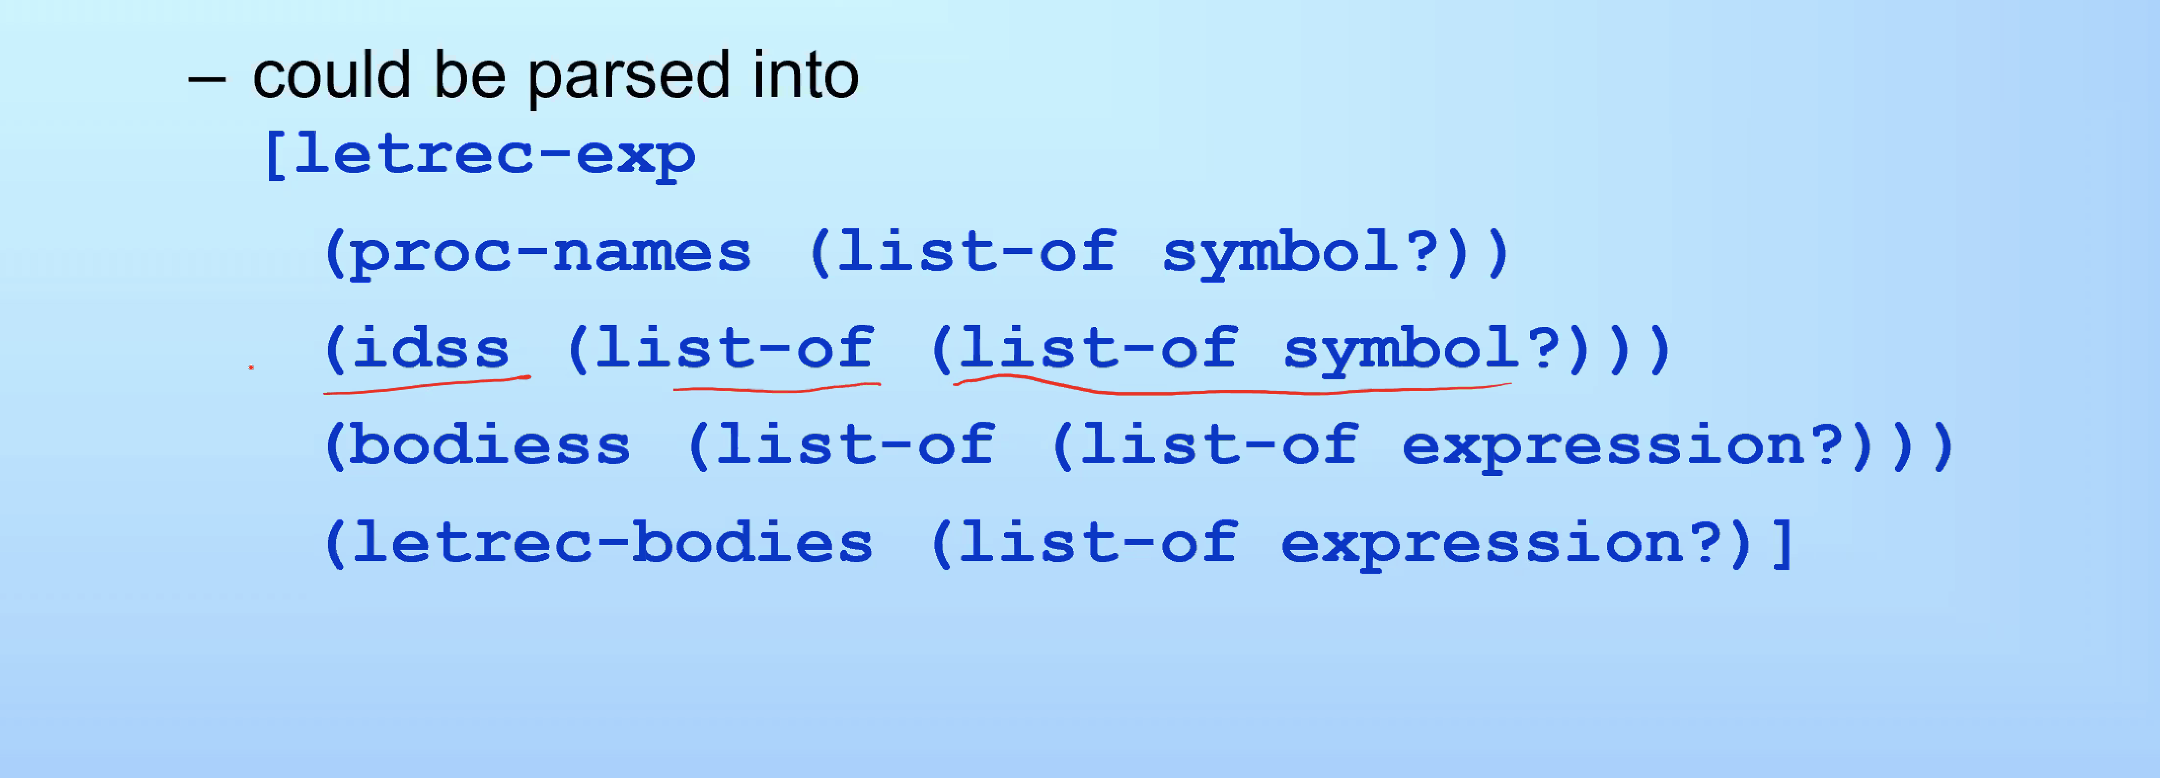 – could be parsed into
[letrec-exp
(proc-names (list-of symbol?))
(idss (list-of (list-of symbol?)))
(bodiess (list-of (list-of expression?)))
(letrec-bodies (list-of expression?)]